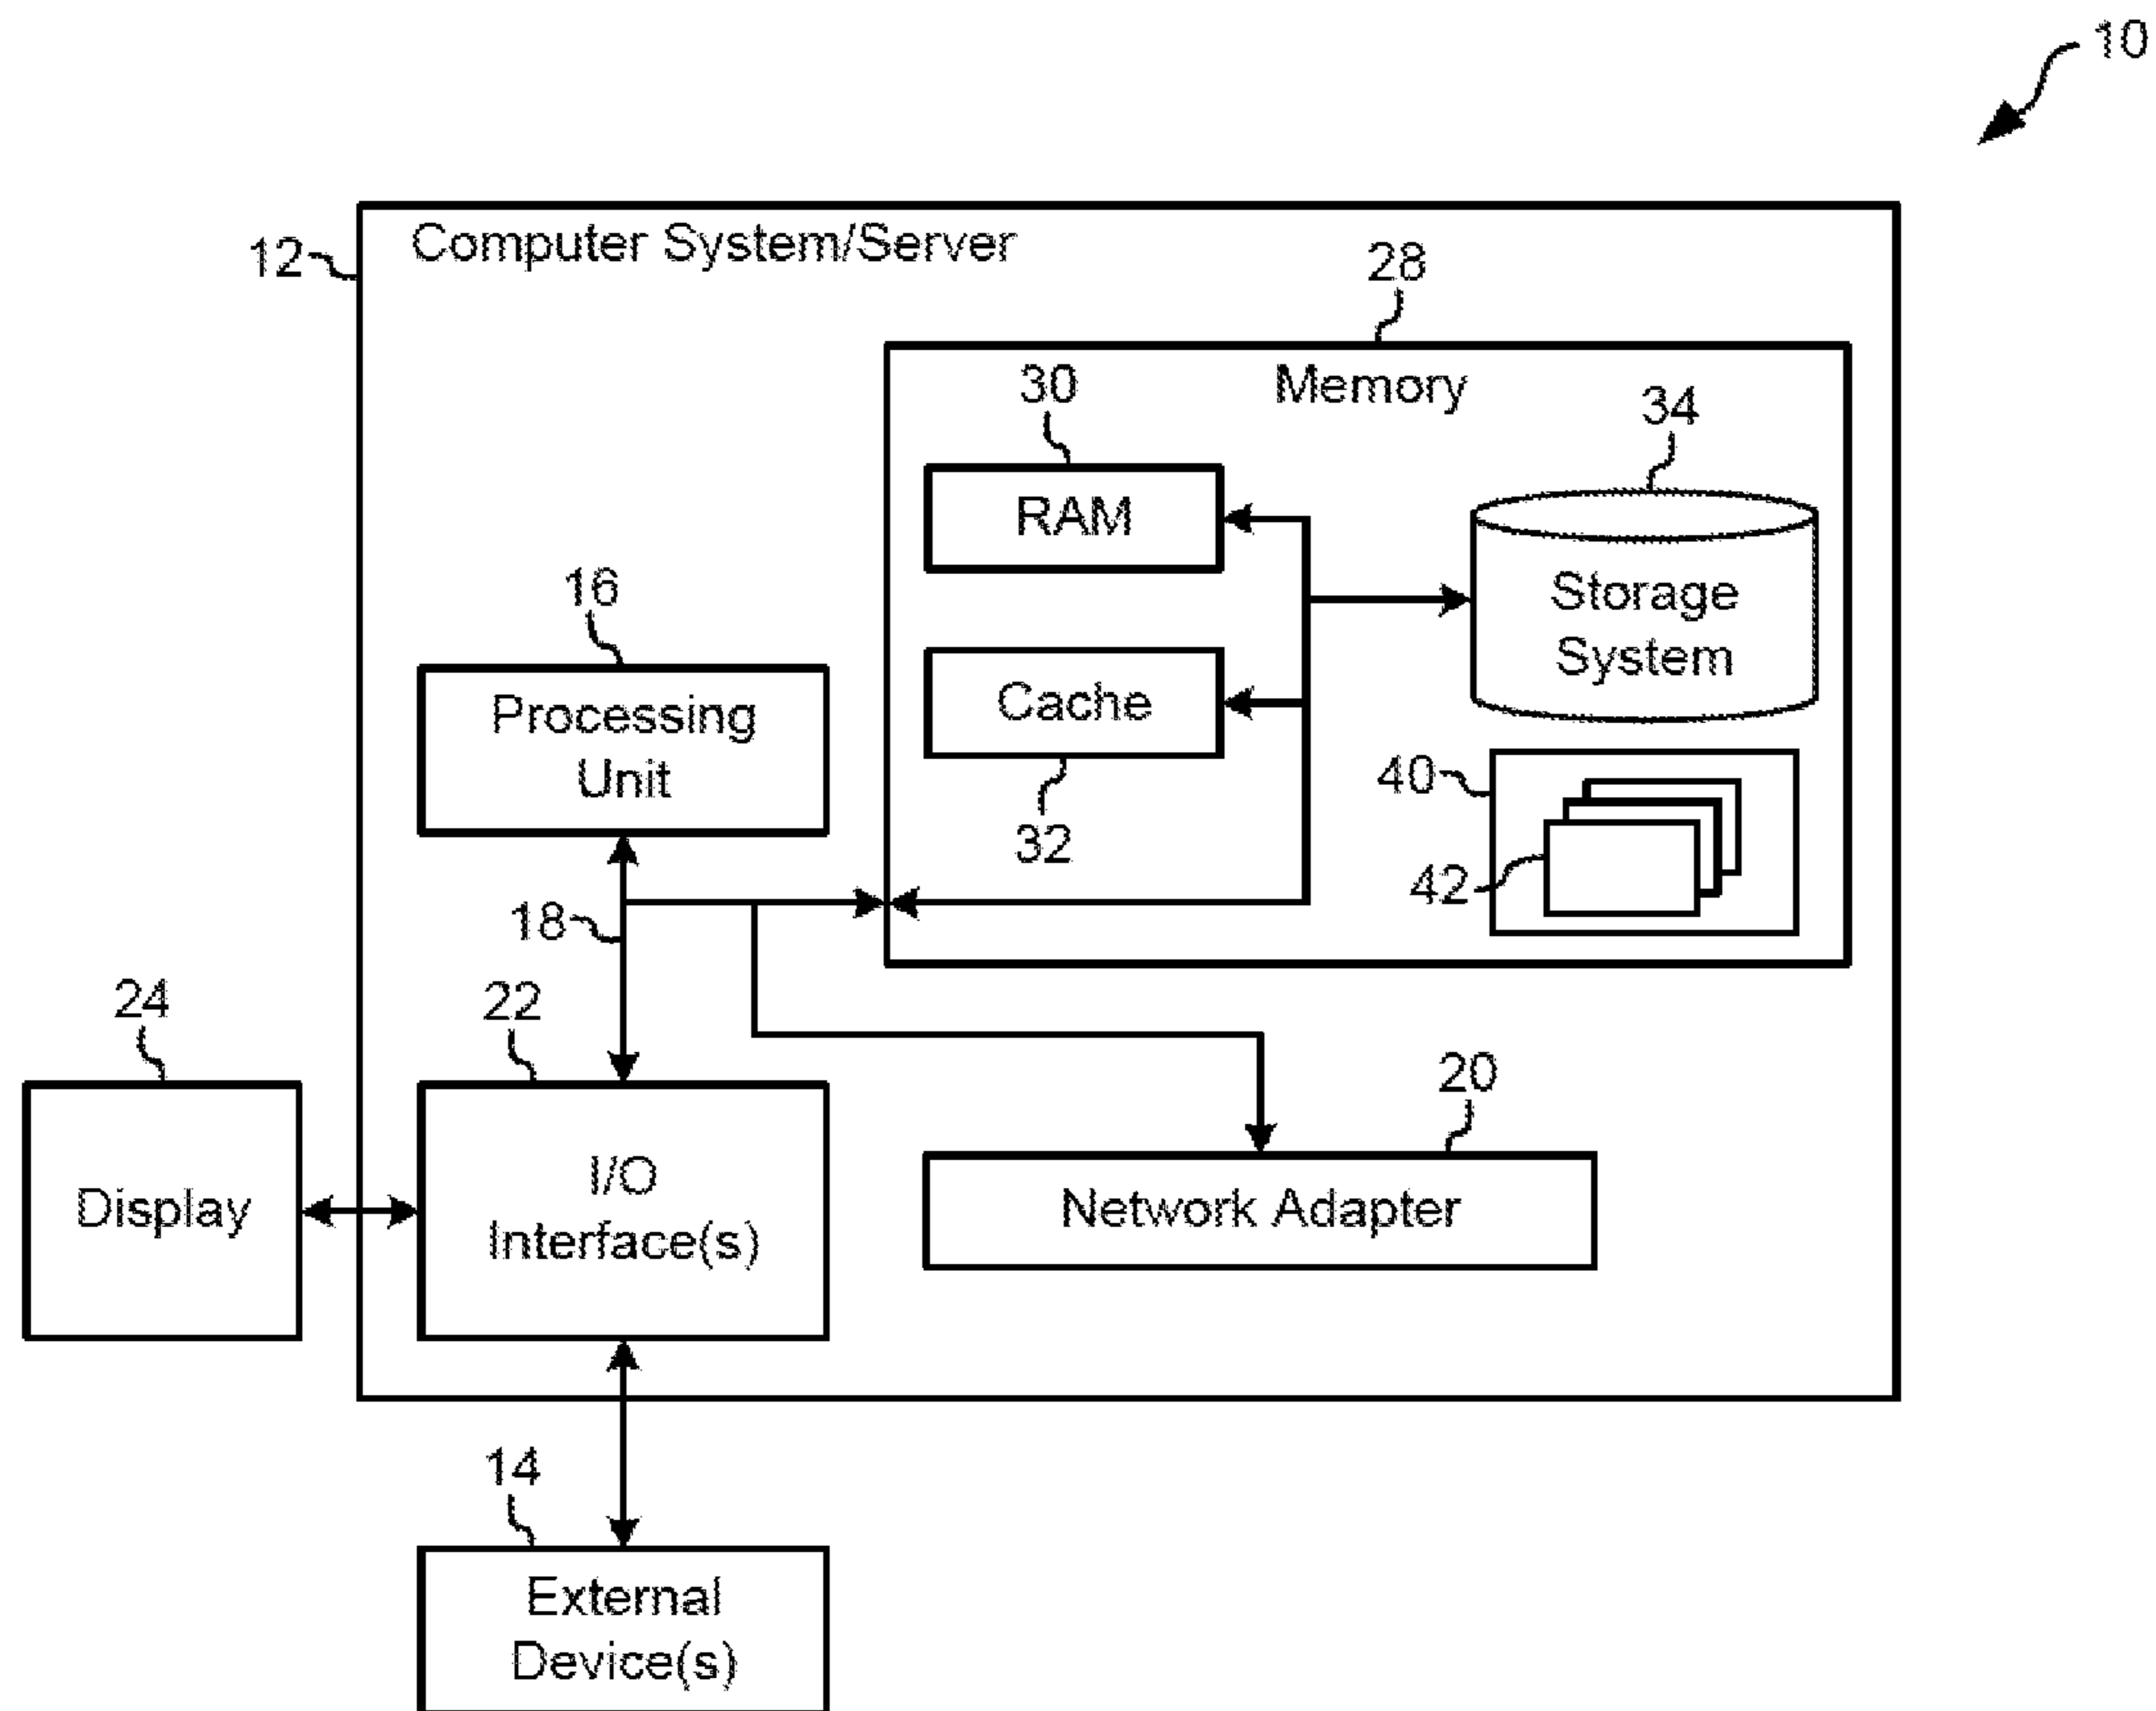 10
12
Computer System/Server
28
30
Memory
34
RAM
16
Storage
System
Processing
Unit
Cache
40
32
42
18
24
22
20
Display
I/O
Interface(s)
Network Adapter
14
External
Device(s)